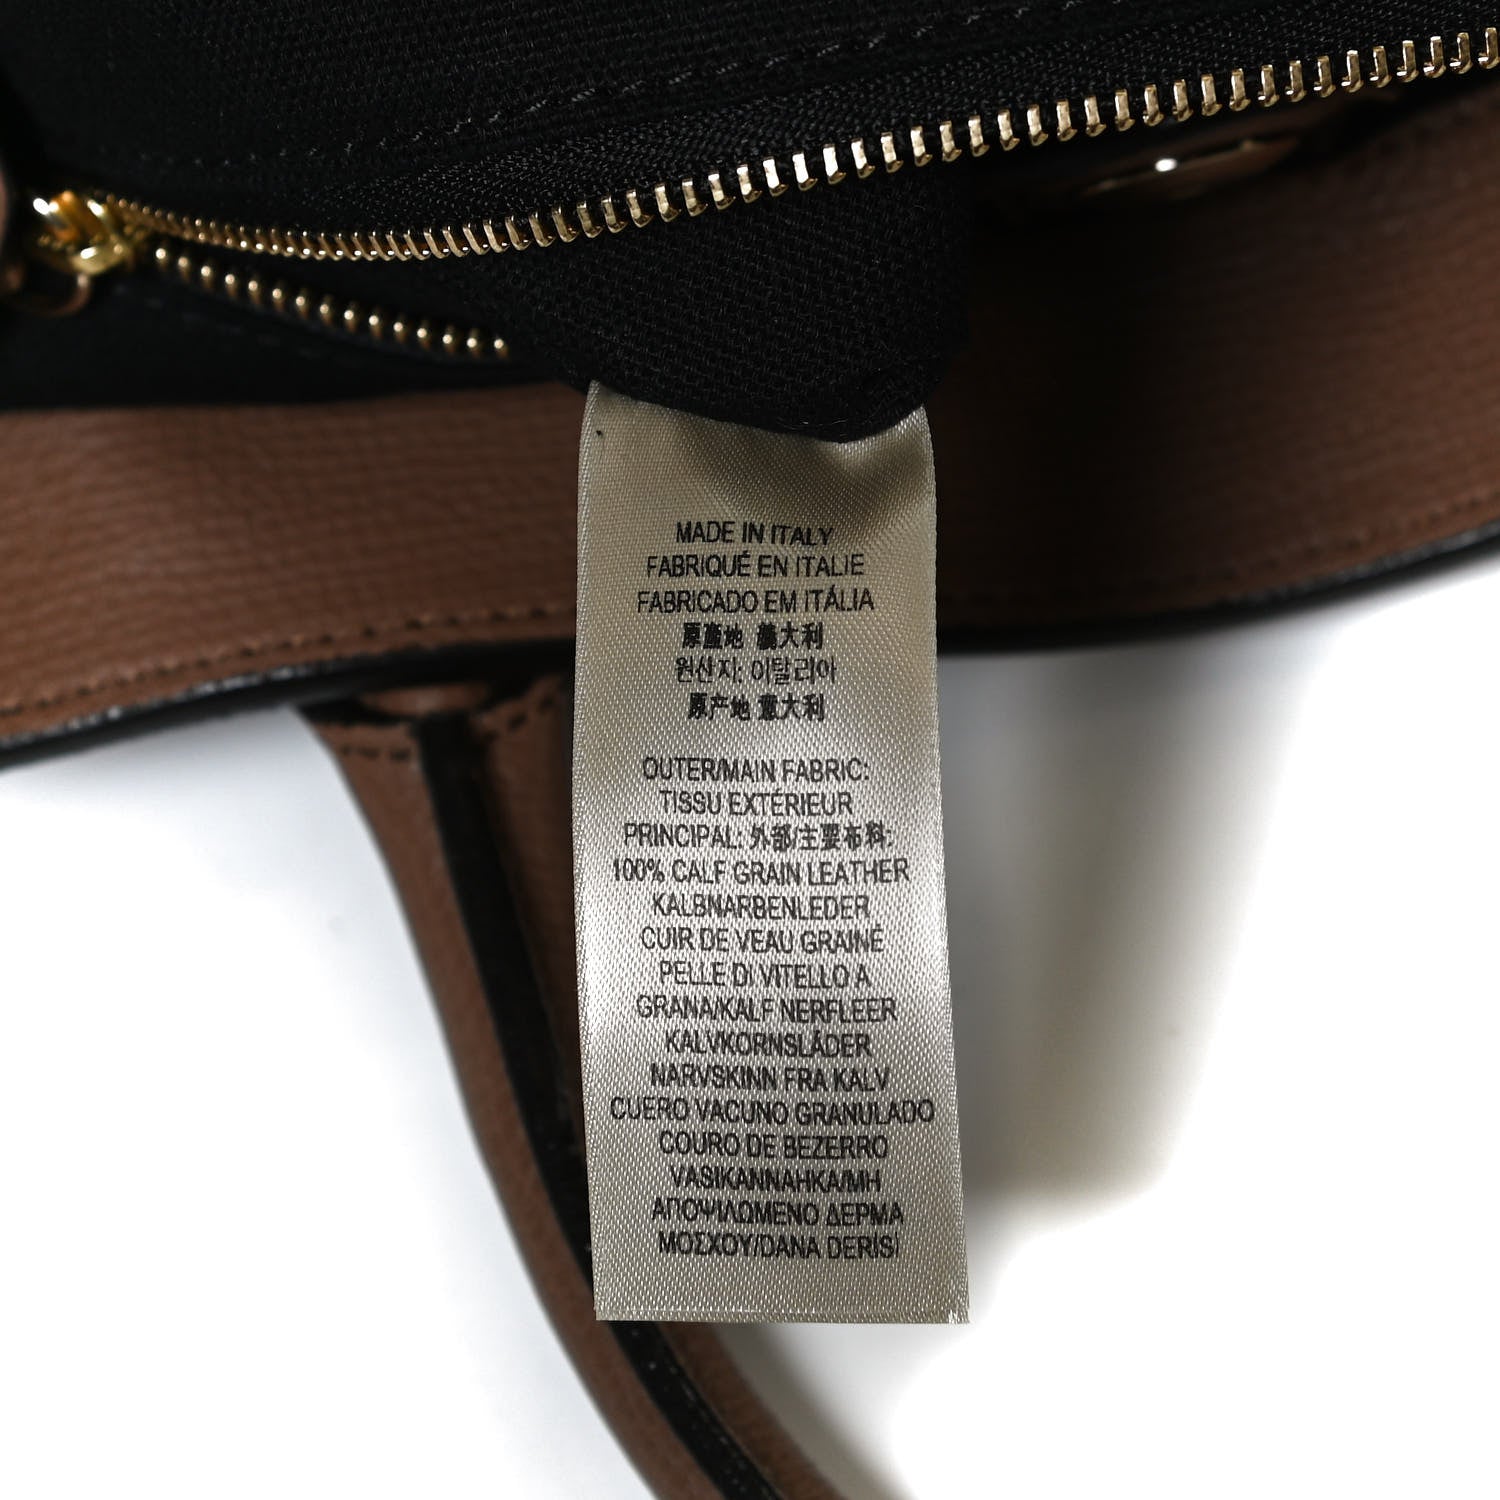 MADE IN ITALY
FABRIQUÉ EN ITALIE
FABRICADO EM ITÁLIA
原產地 義大利
원산지: 이탈리아
原产地 意大利
OUTER/MAIN FABRIC:
TISSU EXTÉRIEUR
PRINCIPAL: 外部/主要布料:
100% CALF GRAIN LEATHER
KALBNARBENLEDER
CUIR DE VEAU GRAINÉ
PELLE DI VITELLO A
GRANA/KALF NERFLEER
KALVKORNSLÄDER
NARVSKINN FRA KALV
CUERO VACUNO GRANULADO
COURO DE BEZERRO
VASIKANNAHKA/MH
ΑΠΟΨΙΛΩΜΕΝΟ ΔΕΡΜΑ
ΜΟΣΧΟΥ/DANA DERISI